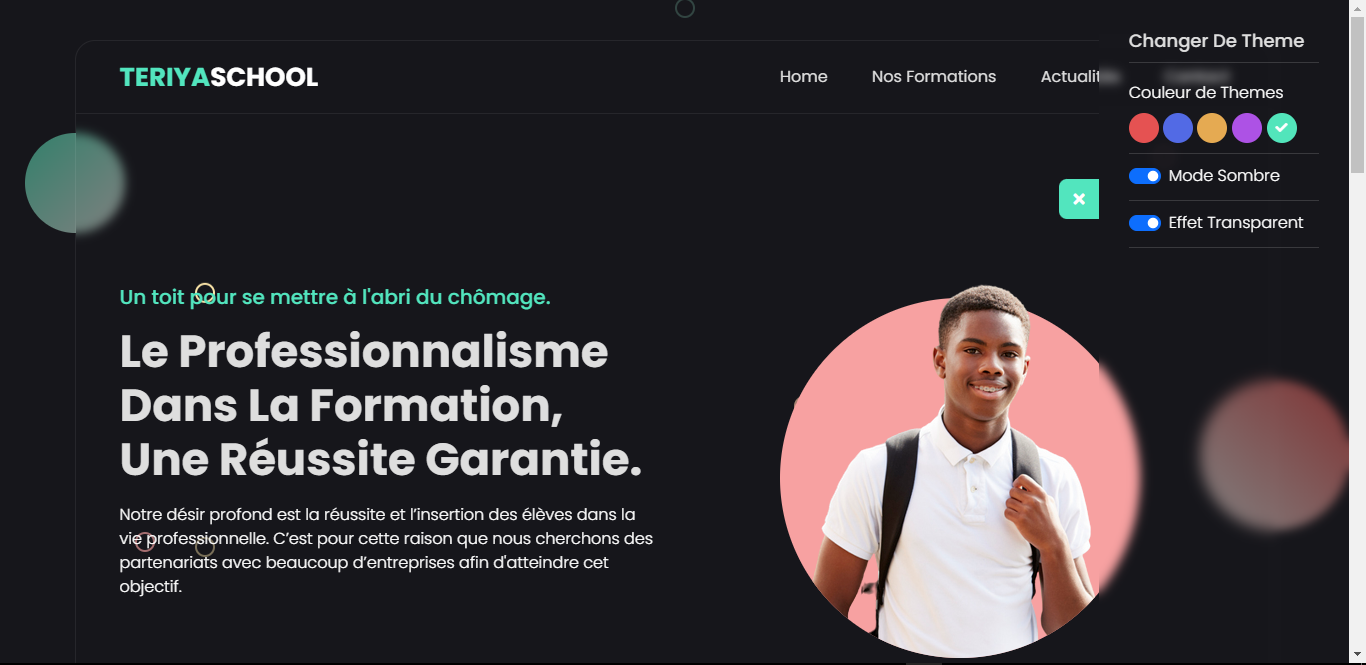 TERIYASCHOOL
Home
Nos Formations
Actualit
Contact
Changer De Theme
Couleur de Themes
Mode Sombre
Effet Transparent
Un toit pour se mettre à l'abri du chômage.
Le Professionnalisme
Dans La Formation,
Une Réussite Garantie.
Notre désir profond est la réussite et l’insertion des élèves dans la
vie professionnelle. C’est pour cette raison que nous cherchons des
partenariats avec beaucoup d’entreprises afin d'atteindre cet
objectif.